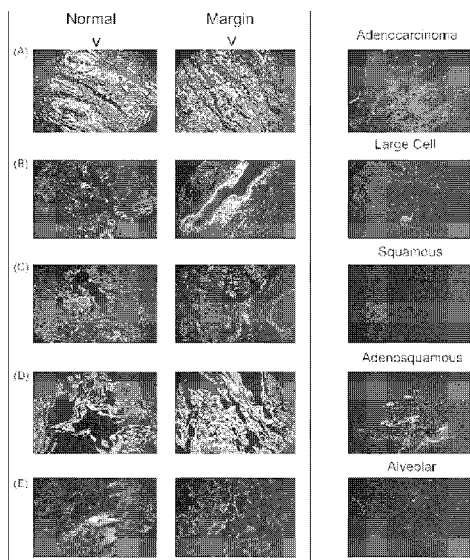 Normal Margin
(A) Adenocarcinoma
(B) Large Cell
(C) Squamous
(D) Adenosquamous
(E) Alveolar